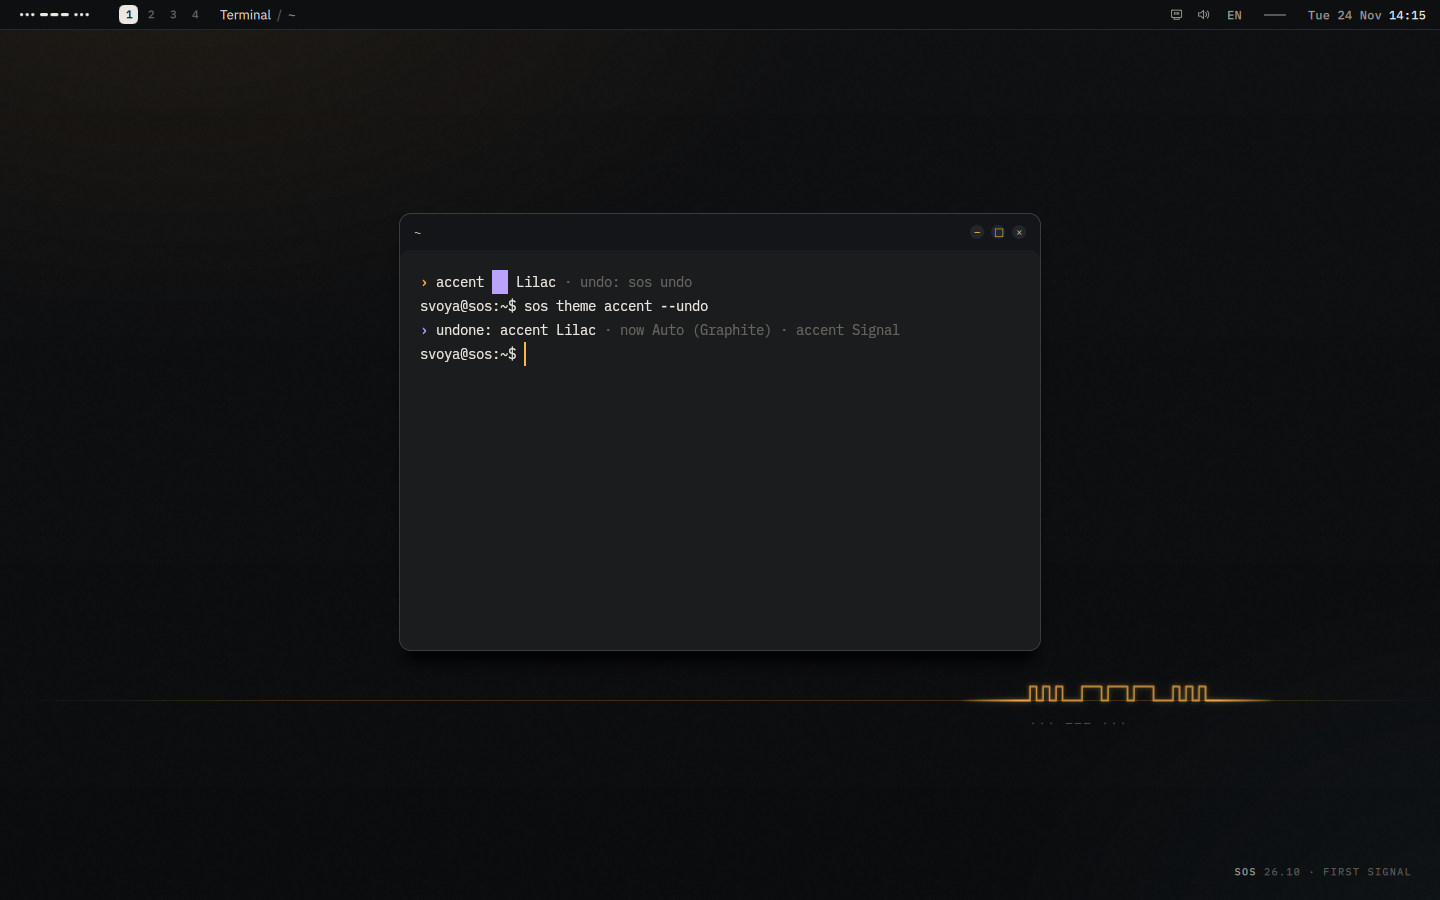 1 2 3 4 Terminal / ~ EN Tue 24 Nov 14:15
~
› accent Lilac · undo: sos undo
svoya@sos:~$ sos theme accent --undo
› undone: accent Lilac · now Auto (Graphite) · accent Signal
svoya@sos:~$
... ——— ...
SOS 26.10 · FIRST SIGNAL